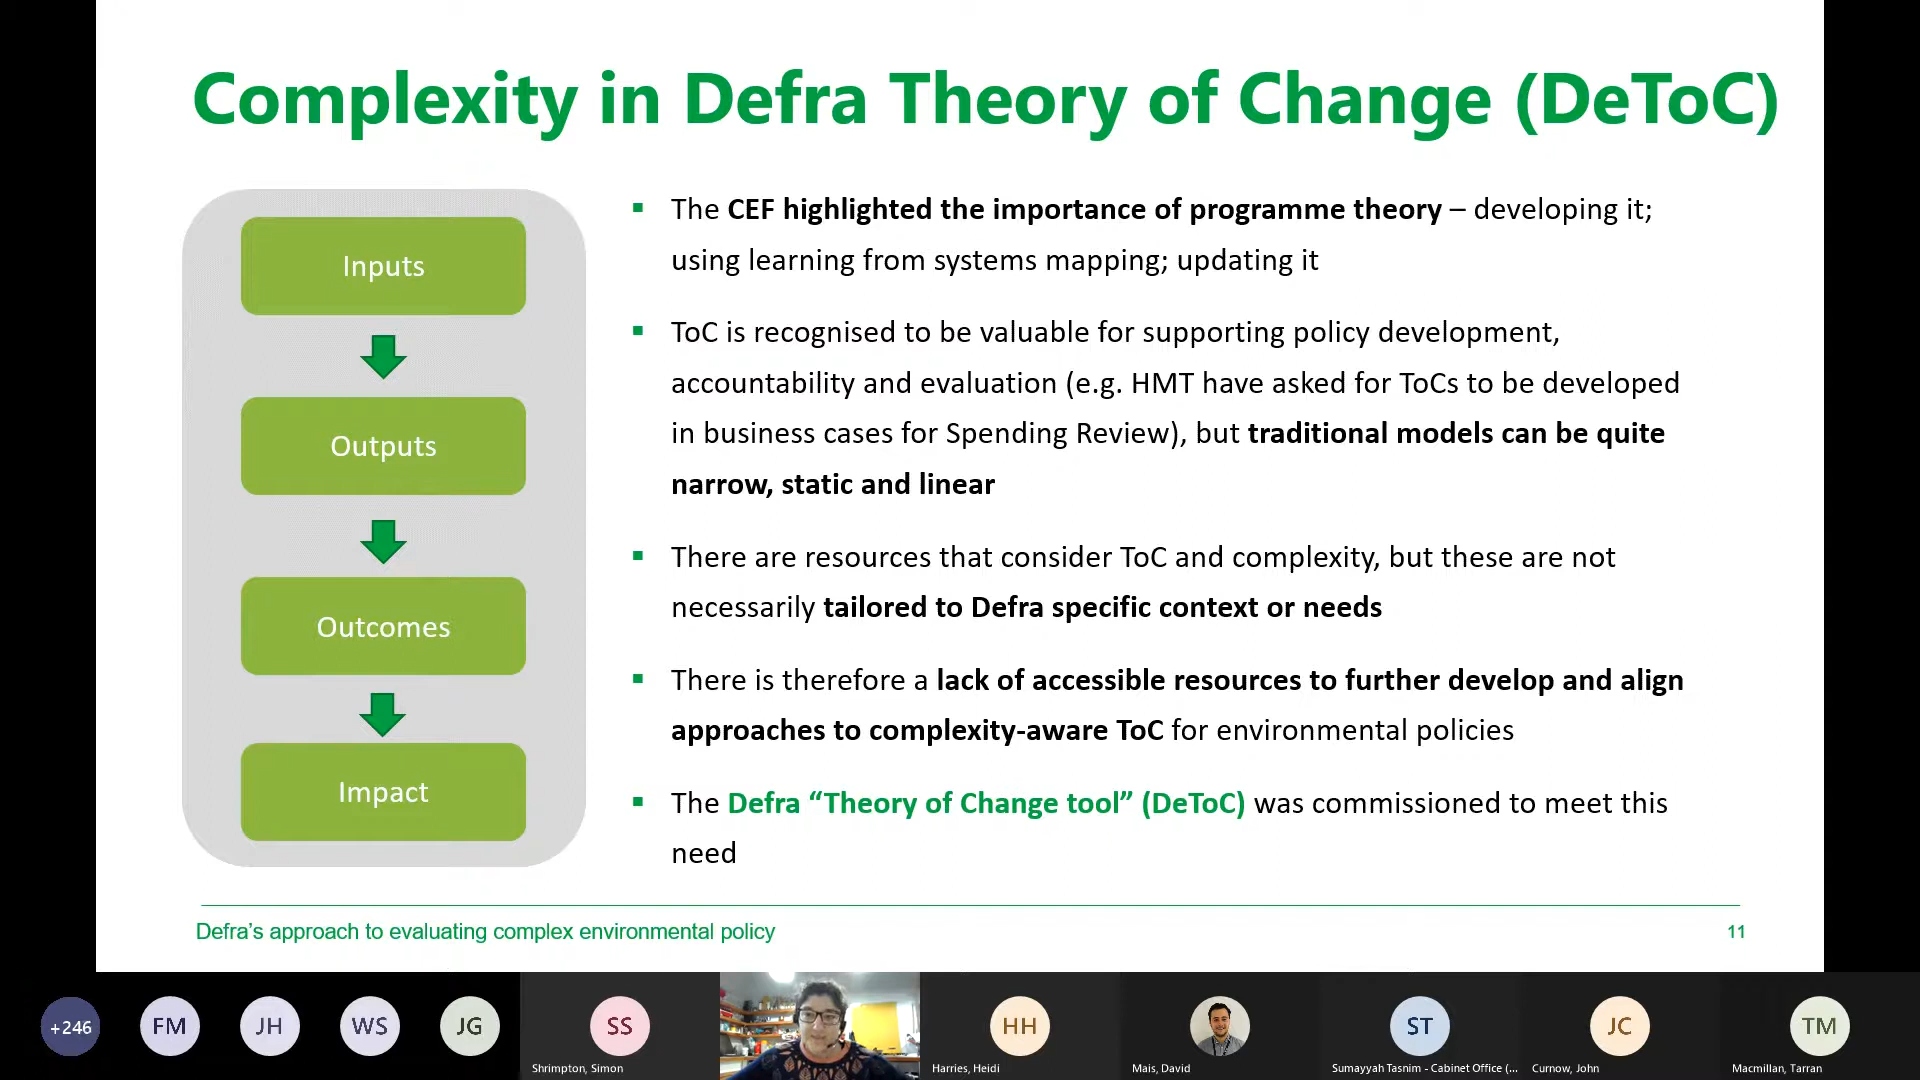 Complexity in Defra Theory of Change (DeToC)
Inputs
Outputs
Outcomes
Impact
▪ The CEF highlighted the importance of programme theory – developing it;
using learning from systems mapping; updating it
▪ ToC is recognised to be valuable for supporting policy development,
accountability and evaluation (e.g. HMT have asked for ToCs to be developed
in business cases for Spending Review), but traditional models can be quite
narrow, static and linear
▪ There are resources that consider ToC and complexity, but these are not
necessarily tailored to Defra specific context or needs
▪ There is therefore a lack of accessible resources to further develop and align
approaches to complexity-aware ToC for environmental policies
▪ The Defra “Theory of Change tool” (DeToC) was commissioned to meet this
need
Defra’s approach to evaluating complex environmental policy
11
+246
FM
JH
WS
JG
SS
HH
ST
JC
TM
Shrimpton, Simon
Harries, Heidi
Mais, David
Sumayyah Tasnim - Cabinet Office (...
Curnow, John
Macmillan, Tarran